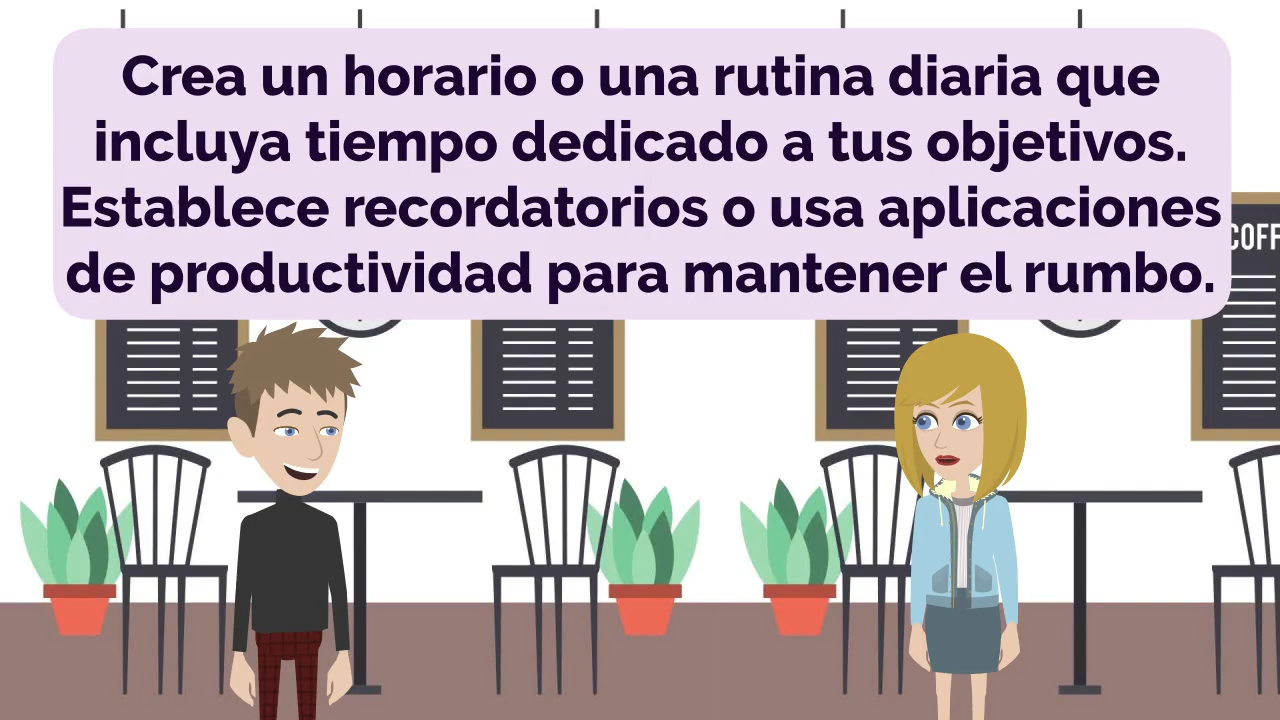 Crea un horario o una rutina diaria que
incluya tiempo dedicado a tus objetivos.
Establece recordatorios o usa aplicaciones
de productividad para mantener el rumbo.